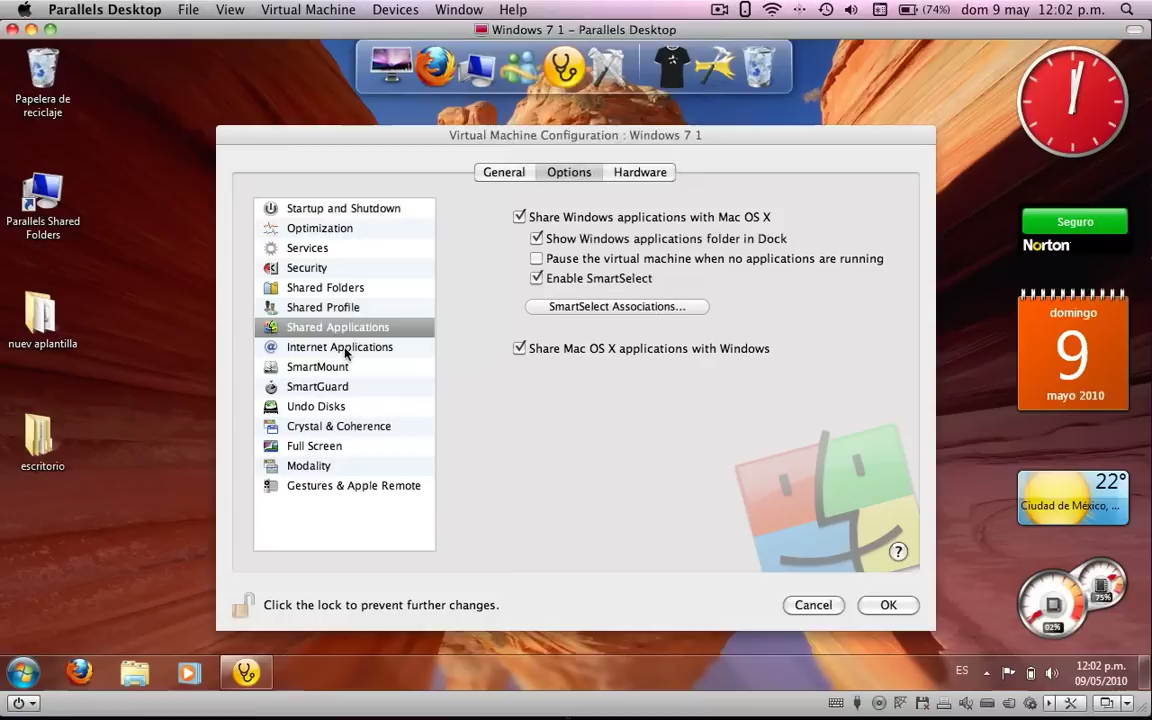 Parallels Desktop File View Virtual Machine Devices Window Help (74%) dom 9 may 12:02 p.m.
Windows 7 1 - Parallels Desktop
Papelera de
reciclaje
Parallels Shared
Folders
nuev aplantilla
escritorio
Virtual Machine Configuration : Windows 7 1
General Options Hardware
Startup and Shutdown
Optimization
Services
Security
Shared Folders
Shared Profile
Shared Applications
Internet Applications
SmartMount
SmartGuard
Undo Disks
Crystal & Coherence
Full Screen
Modality
Gestures & Apple Remote
Share Windows applications with Mac OS X
Show Windows applications folder in Dock
Pause the virtual machine when no applications are running
Enable SmartSelect
SmartSelect Associations...
Share Mac OS X applications with Windows
?
Click the lock to prevent further changes.
Cancel OK
Seguro
Norton
domingo
9
mayo 2010
22°
Ciudad de México, ...
75%
02%
ES
12:02 p.m.
09/05/2010